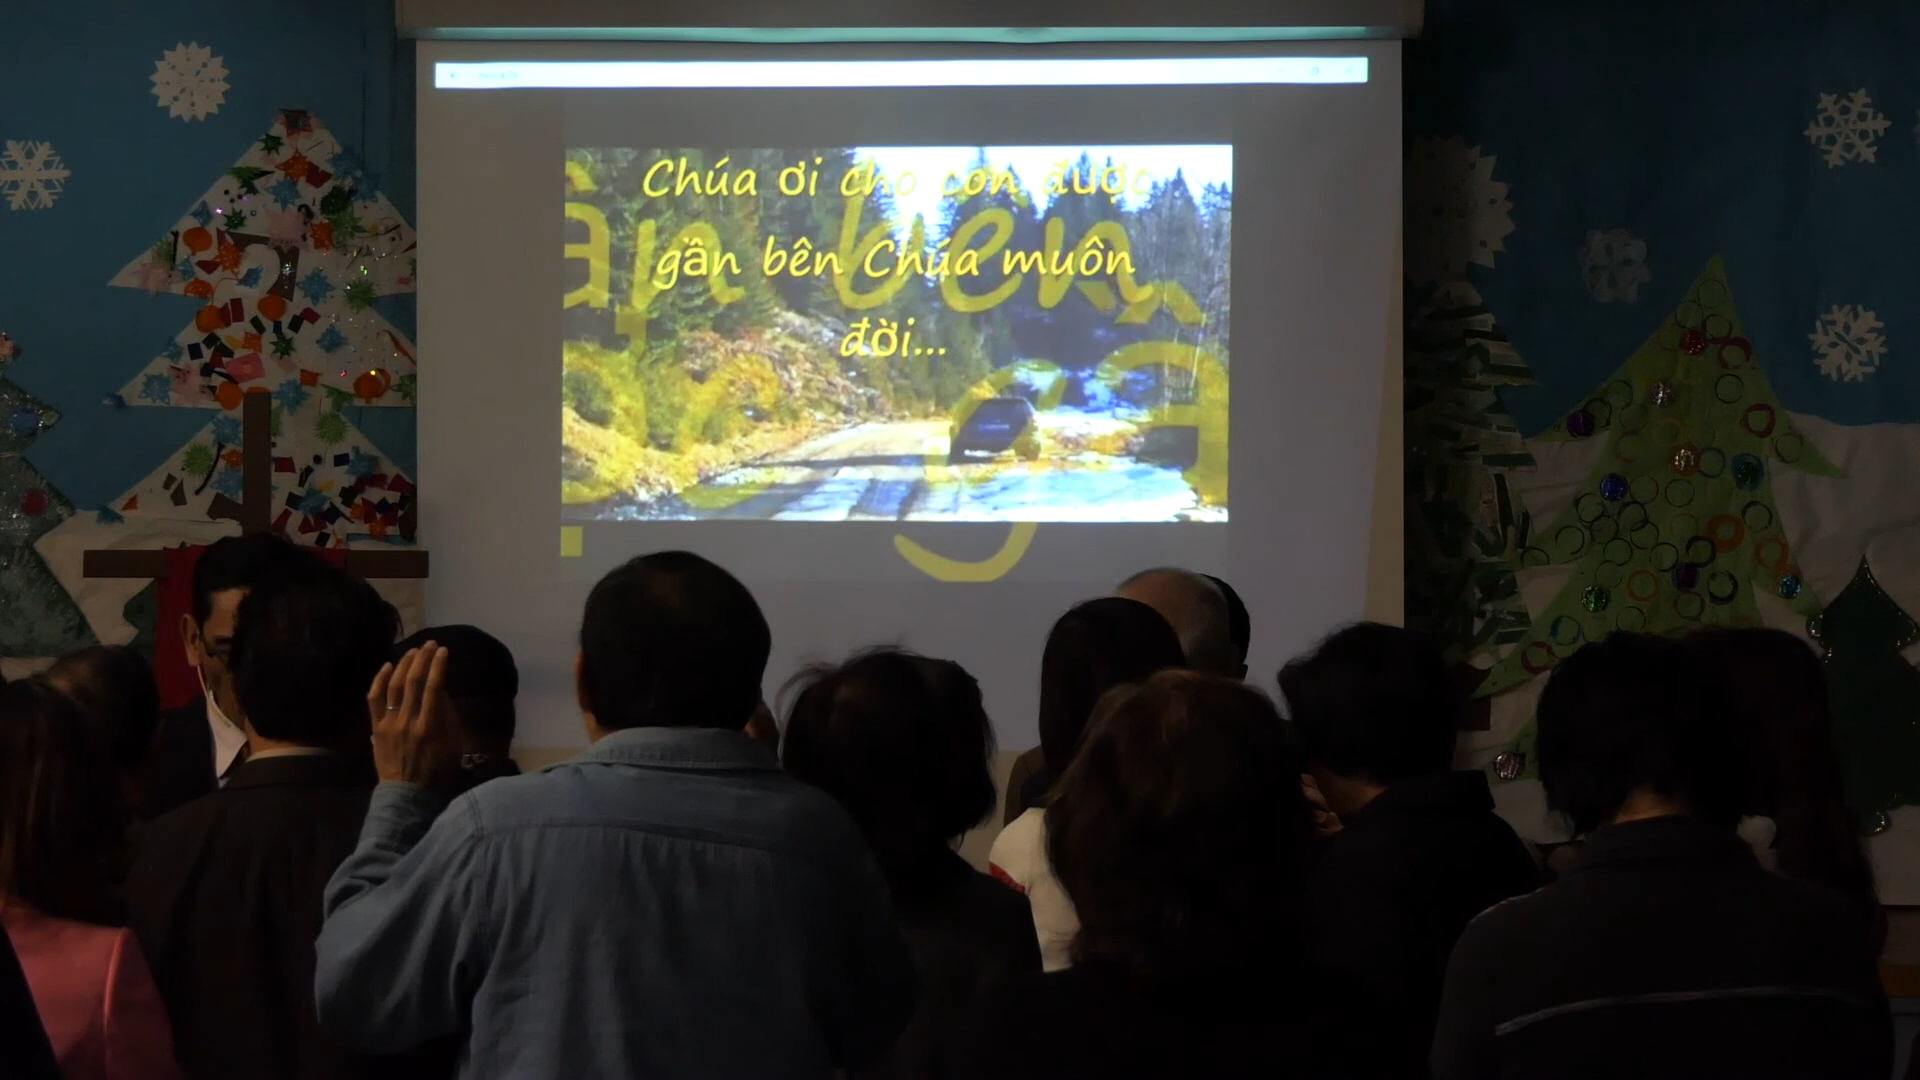 Chúa ơi cho con được
gần bên Chúa muôn
đời...